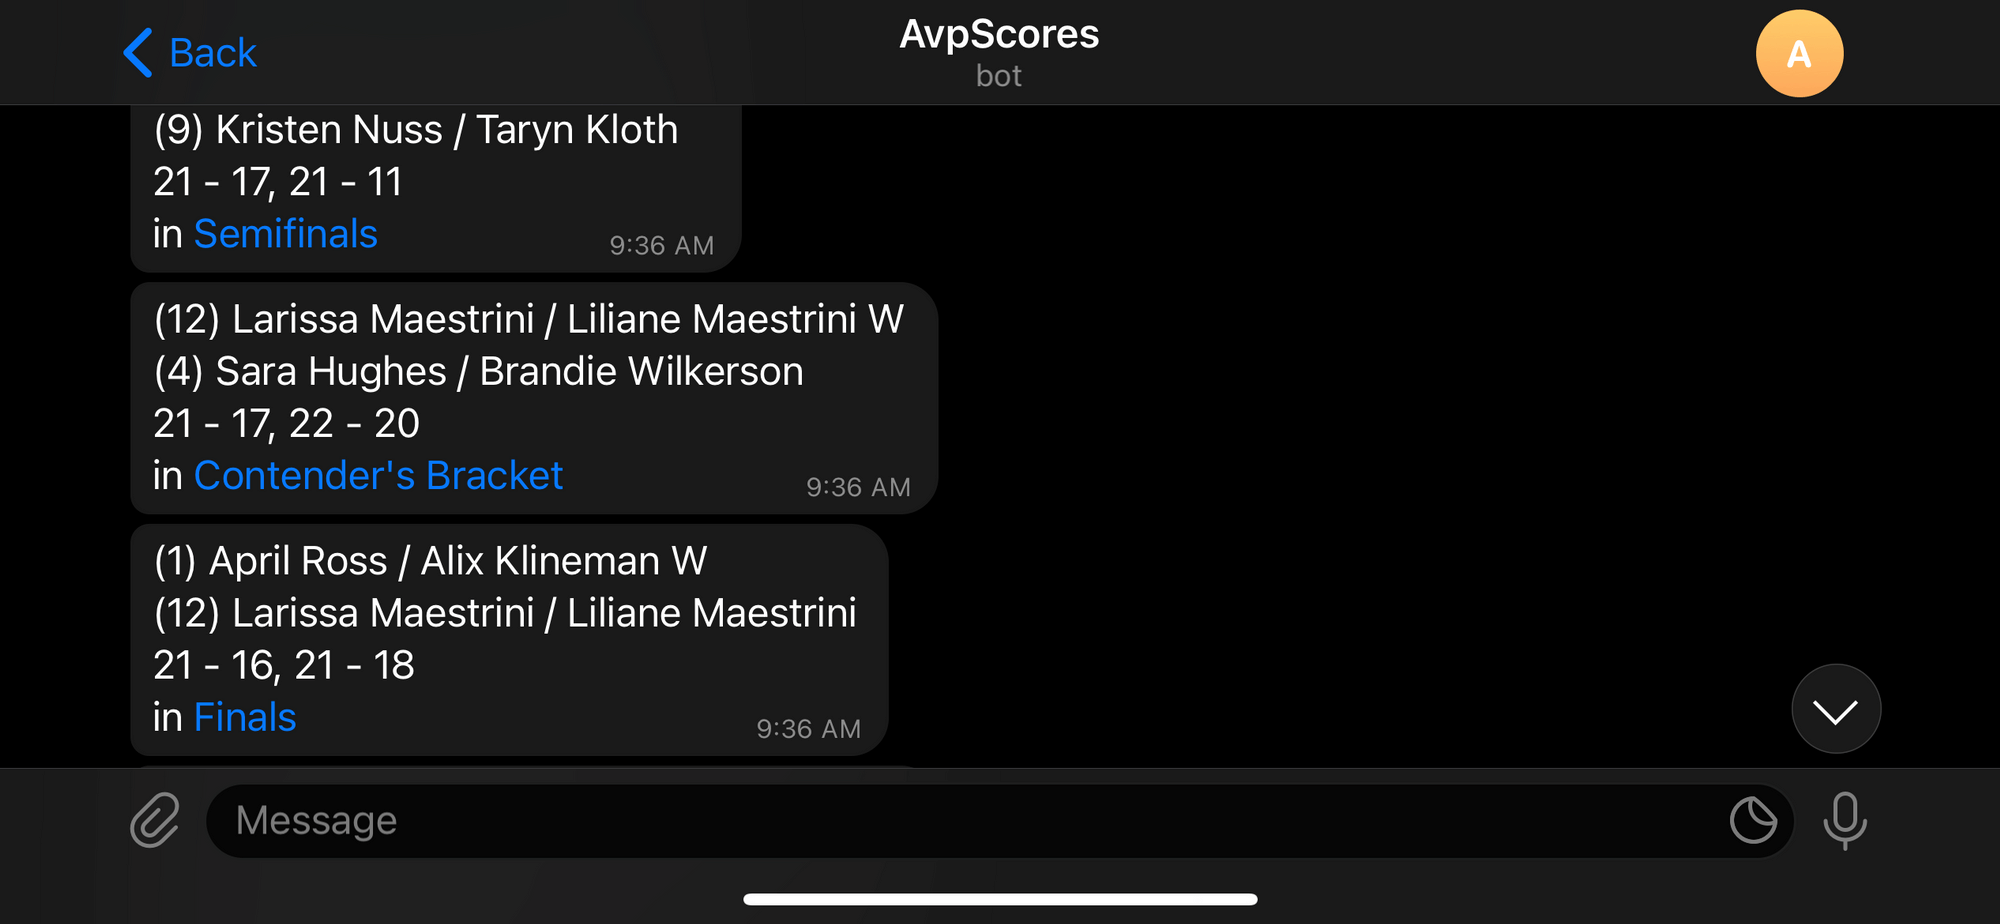 Back
AvpScores
bot
A
(9) Kristen Nuss / Taryn Kloth
21 - 17, 21 - 11
in Semifinals
9:36 AM
(12) Larissa Maestrini / Liliane Maestrini W
(4) Sara Hughes / Brandie Wilkerson
21 - 17, 22 - 20
in Contender's Bracket
9:36 AM
(1) April Ross / Alix Klineman W
(12) Larissa Maestrini / Liliane Maestrini
21 - 16, 21 - 18
in Finals
9:36 AM
Message